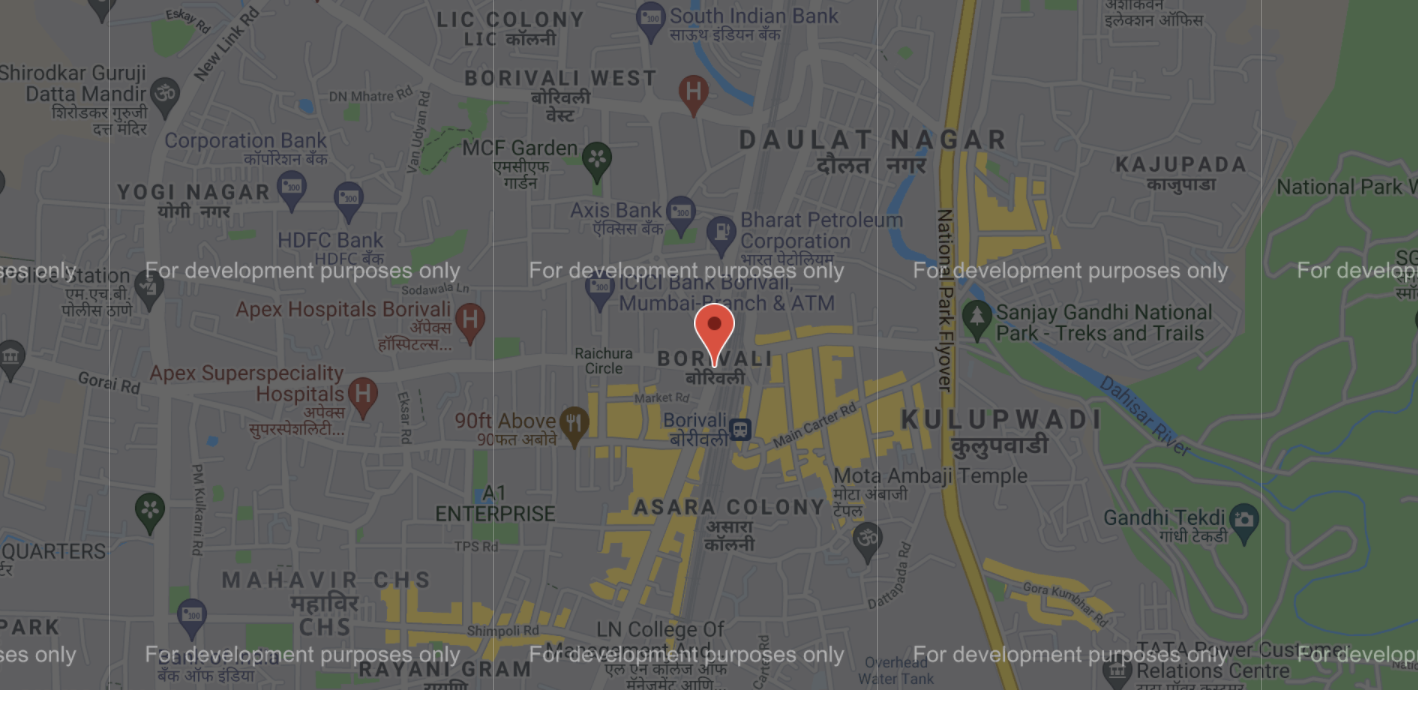 Eskay Rd
New Link Rd
LIC COLONY
LIC कॉलनी
South Indian Bank
साऊथ इंडियन बँक
इलेक्शन ऑफिस
Shirodkar Guruji
Datta Mandir
शिरोडकर गुरुजी
दत्त मंदिर
BORIVALI WEST
बोरिवली
वेस्ट
DN Mhatre Rd
Van Udyan Rd
Corporation Bank
कॉर्पोरेशन बँक
MCF Garden
एमसीएफ
गार्डन
DAULAT NAGAR
दौलत नगर
KAJUPADA
काजुपाडा
National Park
YOGI NAGAR
योगी नगर
HDFC Bank
HDFC बँक
Axis Bank
ऍक्सिस बँक
Bharat Petroleum
Corporation
भारत पेट्रोलियम
National Park Flyover
ses only
For development purposes only
For development purposes only
For development purposes only
For develop
Police Station
एम.एच.बी.
पोलीस ठाणे
Sodawala Ln
ICICI Bank Borivali,
Mumbai-Branch & ATM
Apex Hospitals Borivali
अ‍ॅपेक्स
हॉस्पिटल्स...
Sanjay Gandhi National
Park - Treks and Trails
Raichura
Circle
BORIVALI
बोरिवली
Gorai Rd
Apex Superspeciality
Hospitals
अपेक्स
सुपरस्पेशलिटी...
Eksar Rd
Market Rd
90ft Above
90फत अबोवे
Borivali
बोरीवली
Main Carter Rd
KULUPWADI
कुलुपवाडी
Dahisar River
Mota Ambaji Temple
मोटा अंबाजी
टेंपल
PM Kulkarni Rd
A1
ENTERPRISE
ASARA COLONY
असारा
कॉलनी
Gandhi Tekdi
गांधी टेकडी
QUARTERS
TPS Rd
MAHAVIR CHS
महाविर
CHS
Dattapada Rd
Gora Kumbhar Rd
PARK
Shimpoli Rd
LN College Of
Management And
एल एन कॉलेज ऑफ
मॅनेजमेंट आणि...
Carter Rd
ses only
For development purposes only
For development purposes only
For development purposes only
For develop
Bank of India
बँक ऑफ इंडिया
RAYANI GRAM
Overhead
Water Tank
TATA Power Customer
Relations Centre
टाटा पॉवर कस्टमर